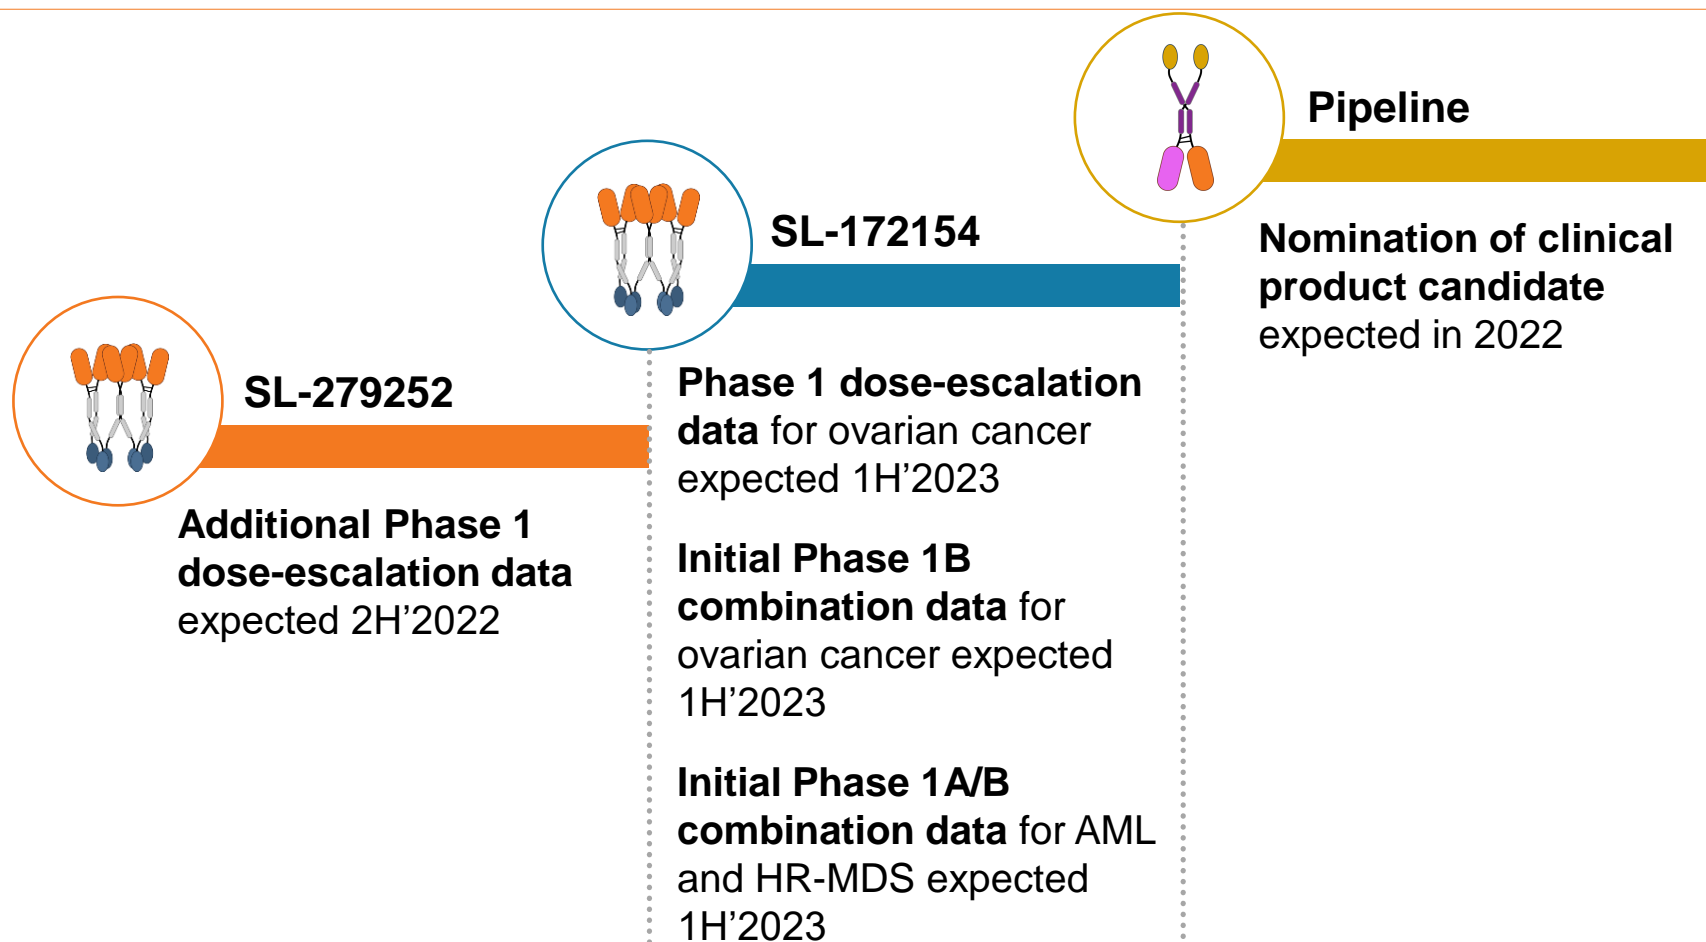 SL-279252
Additional Phase 1
dose-escalation data
expected 2H’2022
SL-172154
Phase 1 dose-escalation
data for ovarian cancer
expected 1H’2023
Initial Phase 1B
combination data for
ovarian cancer expected
1H’2023
Initial Phase 1A/B
combination data for AML
and HR-MDS expected
1H’2023
Pipeline
Nomination of clinical
product candidate
expected in 2022